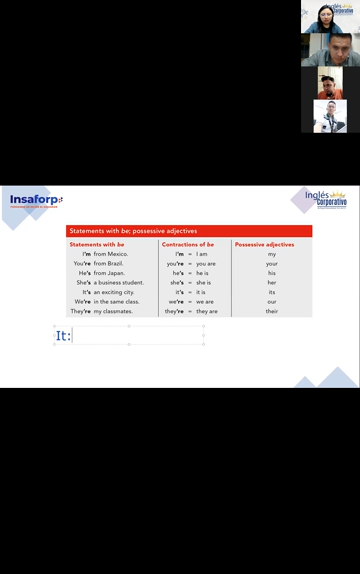 Inglés
Corporativo
Insaforp
Inglés
Corporativo
Statements with be; possessive adjectives
Statements with be Contractions of be Possessive adjectives
I'm from Mexico. I'm = I am my
You're from Brazil. you're = you are your
He's from Japan. he's = he is his
She's a business student. she's = she is her
It's an exciting city. it's = it is its
We're in the same class. we're = we are our
They're my classmates. they're = they are their
It: